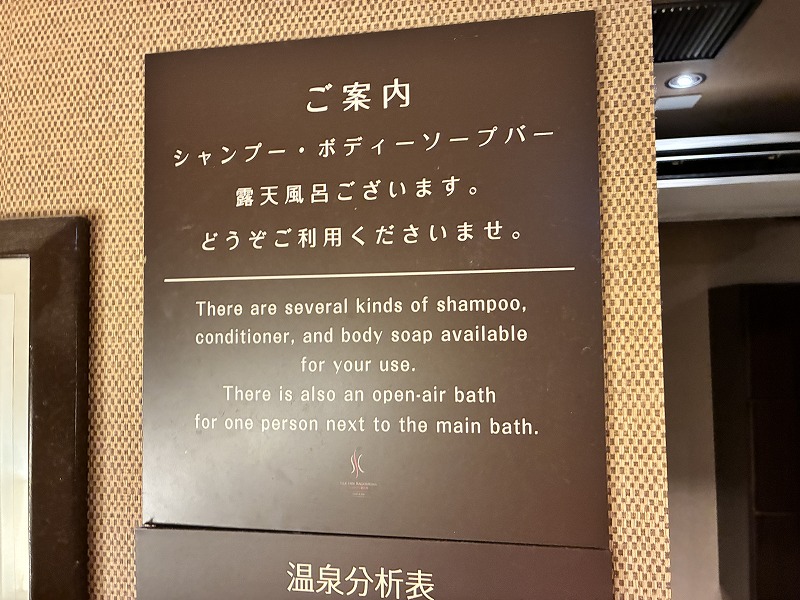 ご案内
シャンプー・ボディーソープバー
露天風呂ございます。
どうぞご利用くださいませ。
There are several kinds of shampoo,
conditioner, and body soap available
for your use.
There is also an open-air bath
for one person next to the main bath.
温泉分析表